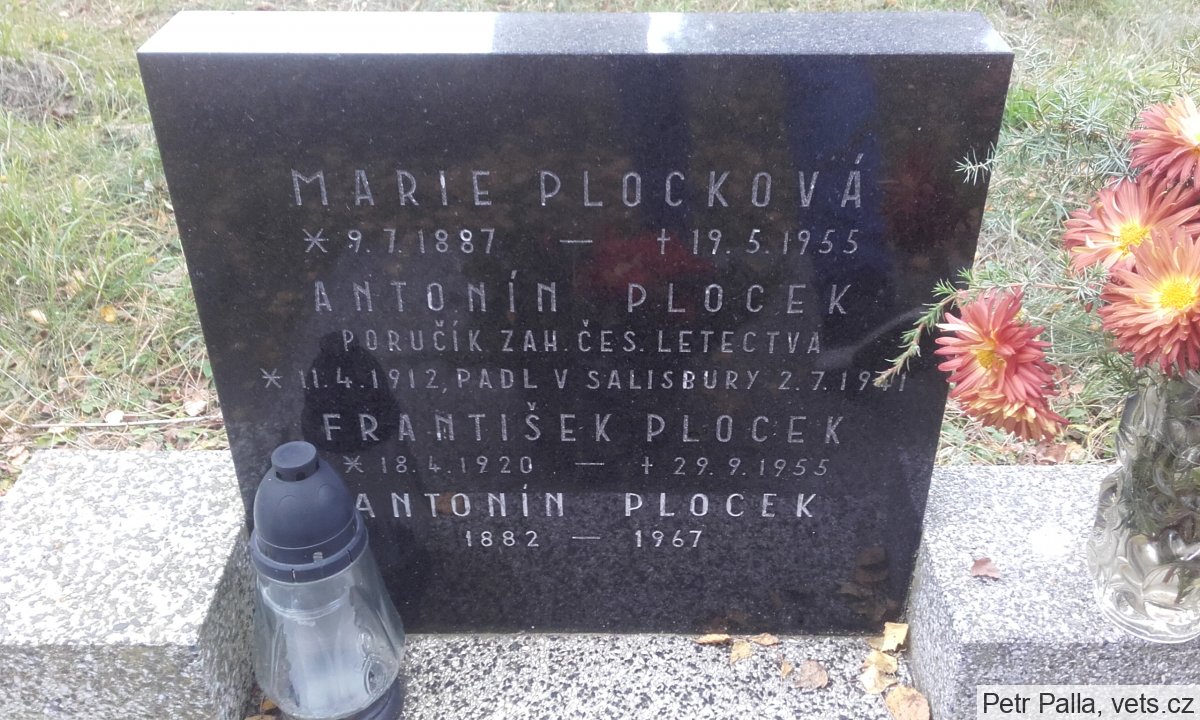 MARIE PLOCKOVÁ
* 9.7.1887 — † 19.5.1955
ANTONÍN PLOCEK
PORUČÍK ZAH.ČES.LETECTVA
* 11.4.1912, PADL V SALISBURY 2.7.1941
FRANTIŠEK PLOCEK
* 18.4.1920 — † 29.9.1955
ANTONÍN PLOCEK
1882 — 1967
Petr Palla, vets.cz